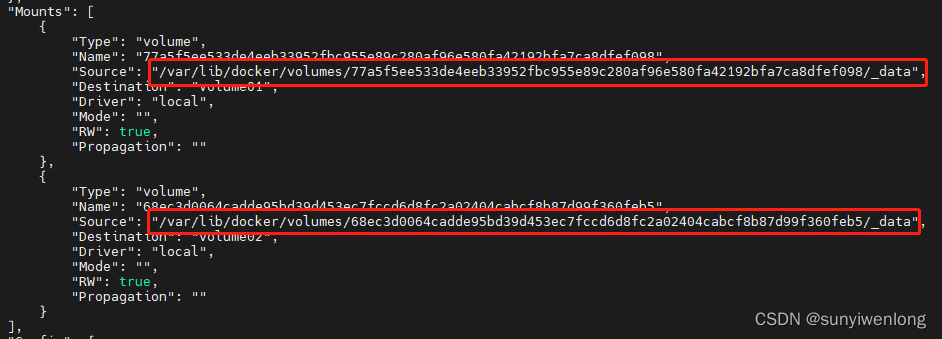 "Mounts": [
{
"Type": "volume",
"Name": "77a5f5ee533de4eeb33952fbc955e89c280af96e580fa42192bfa7ca8dfef098",
"Source": "/var/lib/docker/volumes/77a5f5ee533de4eeb33952fbc955e89c280af96e580fa42192bfa7ca8dfef098/_data",
"Destination": "volume01",
"Driver": "local",
"Mode": "",
"RW": true,
"Propagation": ""
},
{
"Type": "volume",
"Name": "68ec3d0064cadde95bd39d453ec7fccd6d8fc2a02404cabcf8b87d99f360feb5",
"Source": "/var/lib/docker/volumes/68ec3d0064cadde95bd39d453ec7fccd6d8fc2a02404cabcf8b87d99f360feb5/_data",
"Destination": "volume02",
"Driver": "local",
"Mode": "",
"RW": true,
"Propagation": ""
}
],
CSDN @sunyiwenlong